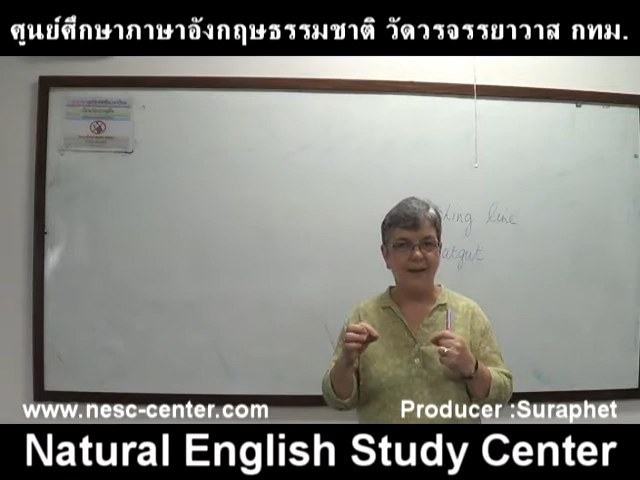 ศูนย์ศึกษาภาษาอังกฤษธรรมชาติ วัดวรจรรยาวาส กทม.
line
www.nesc-center.com
Producer :Suraphet
Natural English Study Center